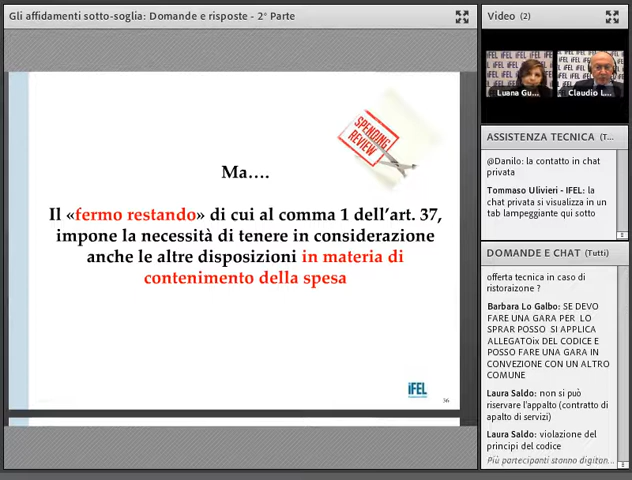 Gli affidamenti sotto-soglia: Domande e risposte - 2° Parte
SPENDING
REVIEW
Ma….
Il «fermo restando» di cui al comma 1 dell'art. 37,
impone la necessità di tenere in considerazione
anche le altre disposizioni in materia di
contenimento della spesa
iFEL
36
Video (2)
Luana Gu...
Claudio L...
ASSISTENZA TECNICA (T...
@Danilo: la contatto in chat
privata
Tommaso Ulivieri - IFEL: la
chat privata si visualizza in un
tab lampeggiante qui sotto
DOMANDE E CHAT (Tutti)
offerta tecnica in caso di
ristoraizone ?
Barbara Lo Galbo: SE DEVO
FARE UNA GARA PER LO
SPRAR POSSO SI APPLICA
ALLEGATOix DEL CODICE E
POSSO FARE UNA GARA IN
CONVEZIONE CON UN ALTRO
COMUNE
Laura Saldo: non si può
riservare l'appalto (contratto di
apalto di servizi)
Laura Saldo: violazione del
principi del codice
Più partecipanti stanno digitan...